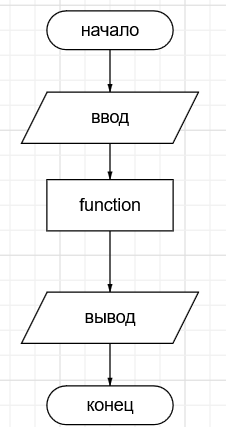 начало
ввод
function
вывод
конец